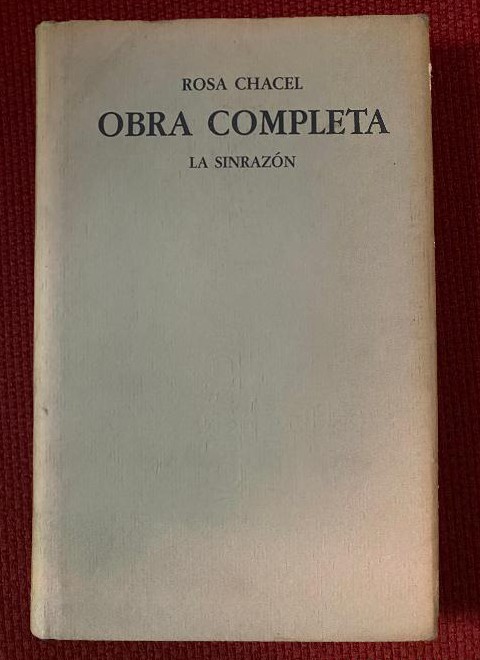 ROSA CHACEL
OBRA COMPLETA
LA SINRAZÓN